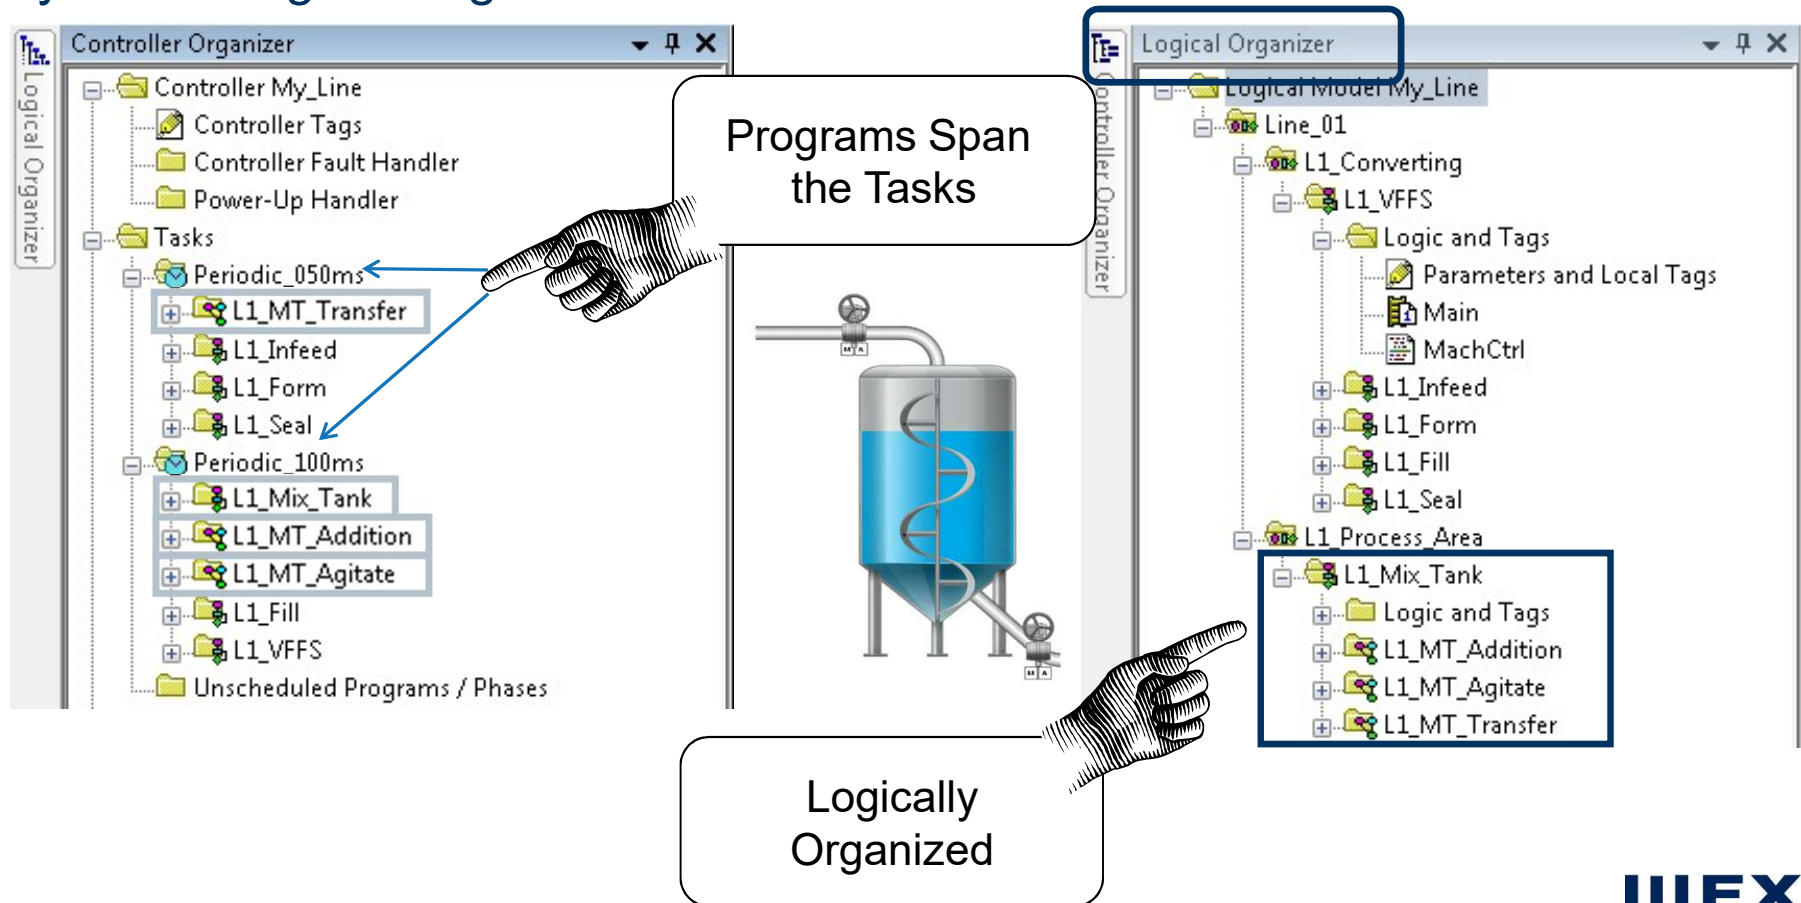 Controller Organizer
Logical Organizer
Controller My_Line
Controller Tags
Controller Fault Handler
Power-Up Handler
Tasks
Periodic_050ms
L1_MT_Transfer
L1_Infeed
L1_Form
L1_Seal
Periodic_100ms
L1_Mix_Tank
L1_MT_Addition
L1_MT_Agitate
L1_Fill
L1_VFFS
Unscheduled Programs / Phases
Programs Span
the Tasks
M A
M A
Logically
Organized
Logical Organizer
Controller Organizer
Logical Model My_Line
Line_01
L1_Converting
L1_VFFS
Logic and Tags
Parameters and Local Tags
Main
MachCtrl
L1_Infeed
L1_Form
L1_Fill
L1_Seal
L1_Process_Area
L1_Mix_Tank
Logic and Tags
L1_MT_Addition
L1_MT_Agitate
L1_MT_Transfer